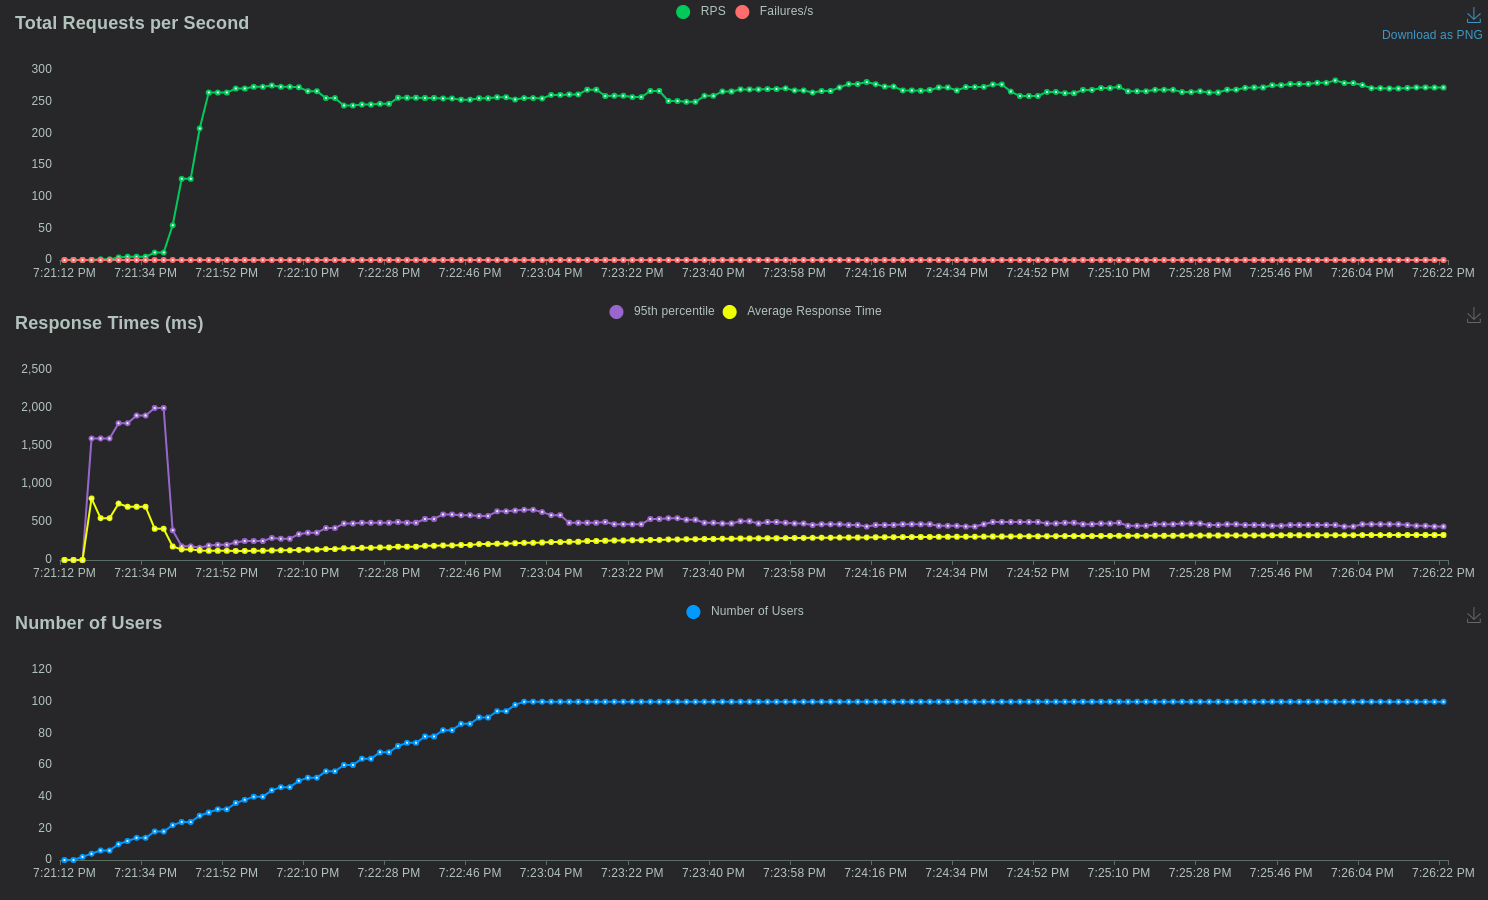 Total Requests per Second
RPS Failures/s
Download as PNG
300
250
200
150
100
50
0
7:21:12 PM 7:21:34 PM 7:21:52 PM 7:22:10 PM 7:22:28 PM 7:22:46 PM 7:23:04 PM 7:23:22 PM 7:23:40 PM 7:23:58 PM 7:24:16 PM 7:24:34 PM 7:24:52 PM 7:25:10 PM 7:25:28 PM 7:25:46 PM 7:26:04 PM 7:26:22 PM
Response Times (ms)
95th percentile Average Response Time
2,500
2,000
1,500
1,000
500
0
7:21:12 PM 7:21:34 PM 7:21:52 PM 7:22:10 PM 7:22:28 PM 7:22:46 PM 7:23:04 PM 7:23:22 PM 7:23:40 PM 7:23:58 PM 7:24:16 PM 7:24:34 PM 7:24:52 PM 7:25:10 PM 7:25:28 PM 7:25:46 PM 7:26:04 PM 7:26:22 PM
Number of Users
Number of Users
120
100
80
60
40
20
0
7:21:12 PM 7:21:34 PM 7:21:52 PM 7:22:10 PM 7:22:28 PM 7:22:46 PM 7:23:04 PM 7:23:22 PM 7:23:40 PM 7:23:58 PM 7:24:16 PM 7:24:34 PM 7:24:52 PM 7:25:10 PM 7:25:28 PM 7:25:46 PM 7:26:04 PM 7:26:22 PM